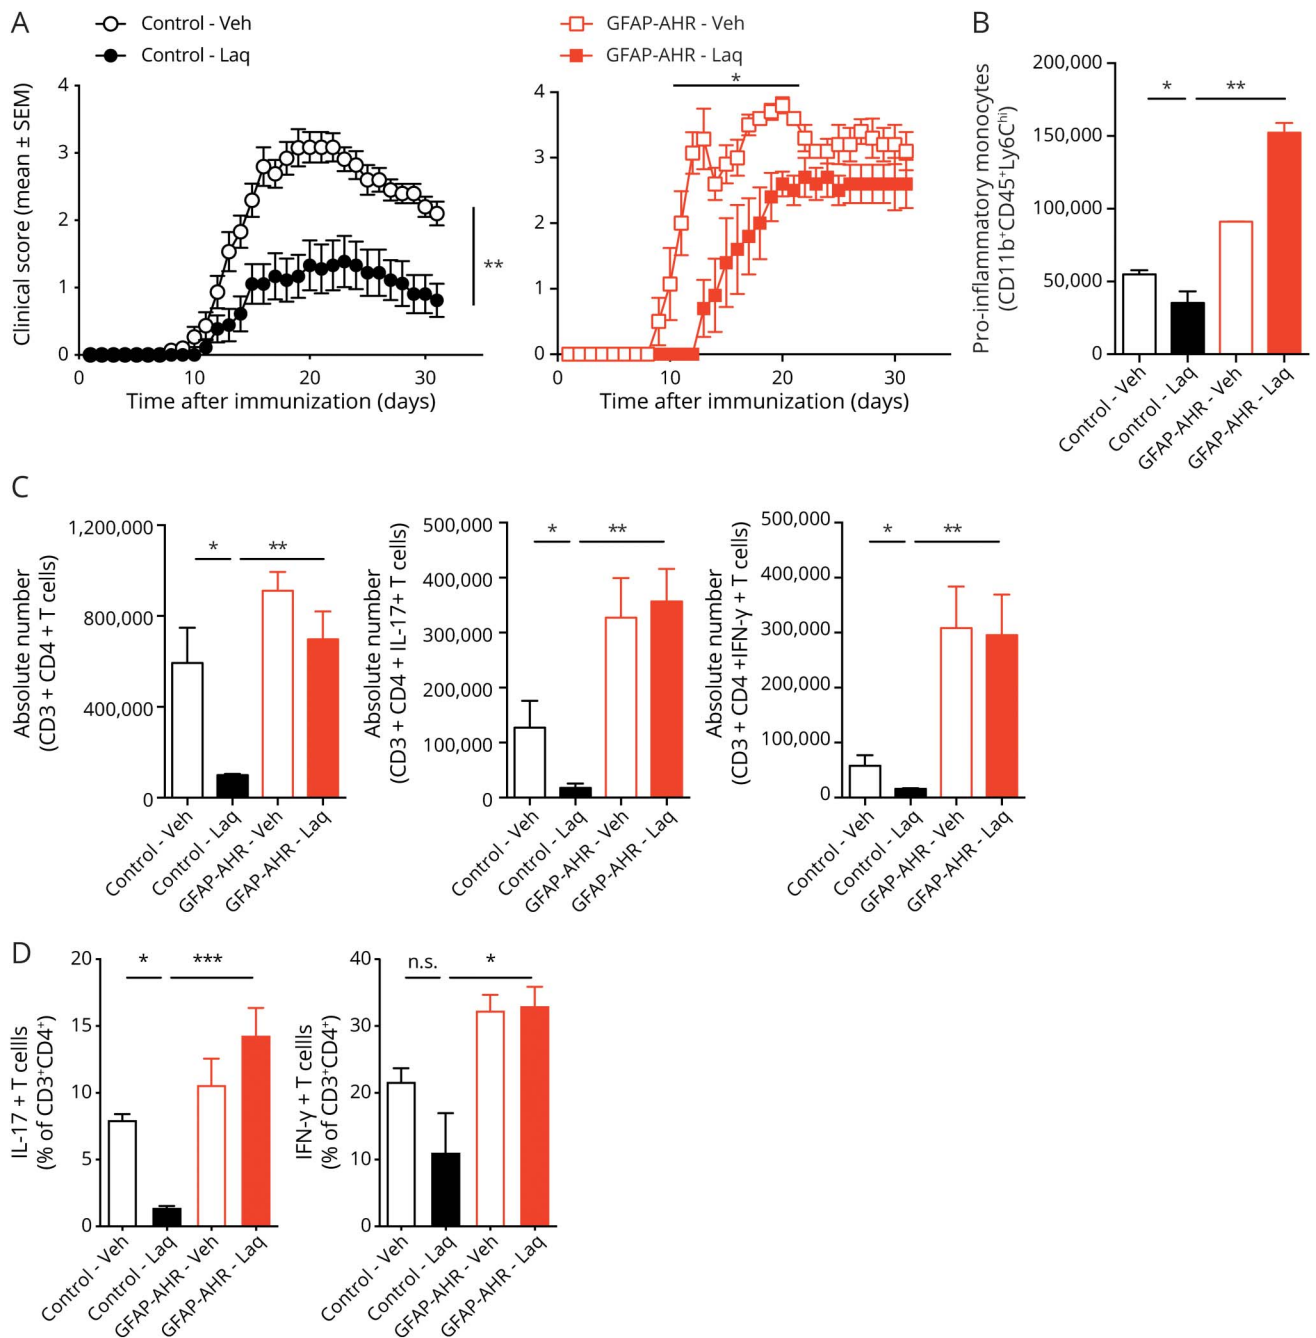 A
Control - Veh
Control - Laq
GFAP-AHR - Veh
GFAP-AHR - Laq
Clinical score (mean ± SEM)
4
3
2
1
0
0
10
20
30
Time after immunization (days)
**
4
3
2
1
0
0
10
20
30
Time after immunization (days)
*
B
Pro-inflammatory monocytes
(CD11b⁺CD45⁺Ly6Cʰⁱ)
200,000
150,000
100,000
50,000
0
*
**
Control - Veh
Control - Laq
GFAP-AHR - Veh
GFAP-AHR - Laq
C
Absolute number
(CD3 + CD4 + T cells)
1,200,000
800,000
400,000
0
*
**
Control - Veh
Control - Laq
GFAP-AHR - Veh
GFAP-AHR - Laq
Absolute number
(CD3 + CD4 + IL-17+ T cells)
500,000
400,000
300,000
200,000
100,000
0
*
**
Control - Veh
Control - Laq
GFAP-AHR - Veh
GFAP-AHR - Laq
Absolute number
(CD3 + CD4 +IFN-γ + T cells)
500,000
400,000
300,000
200,000
100,000
0
*
**
Control - Veh
Control - Laq
GFAP-AHR - Veh
GFAP-AHR - Laq
D
IL-17 + T cellls
(% of CD3⁺CD4⁺)
20
15
10
5
0
*
***
Control - Veh
Control - Laq
GFAP-AHR - Veh
GFAP-AHR - Laq
IFN-γ + T cellls
(% of CD3⁺CD4⁺)
40
30
20
10
0
n.s.
*
Control - Veh
Control - Laq
GFAP-AHR - Veh
GFAP-AHR - Laq